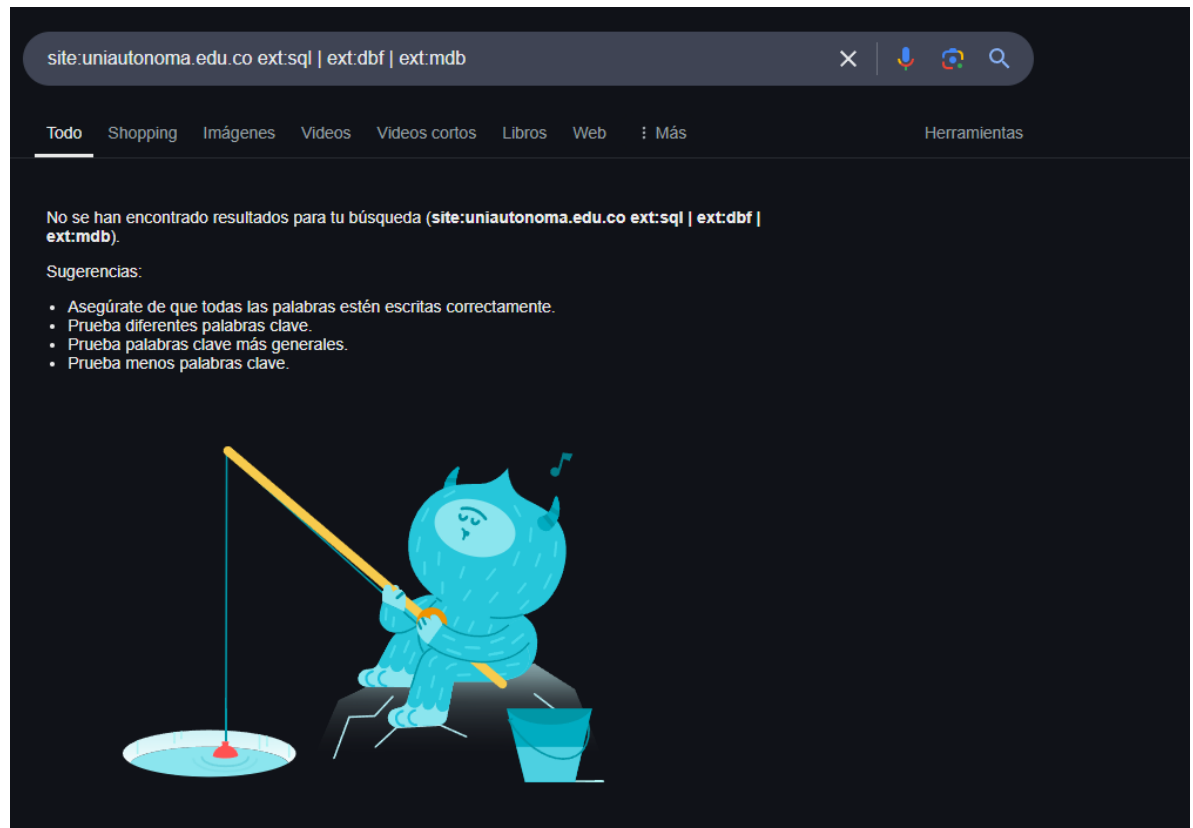 site:uniautonoma.edu.co ext:sql | ext:dbf | ext:mdb
Todo Shopping Imágenes Videos Videos cortos Libros Web Más Herramientas
No se han encontrado resultados para tu búsqueda (site:uniautonoma.edu.co ext:sql | ext:dbf |
ext:mdb).
Sugerencias:
• Asegúrate de que todas las palabras estén escritas correctamente.
• Prueba diferentes palabras clave.
• Prueba palabras clave más generales.
• Prueba menos palabras clave.